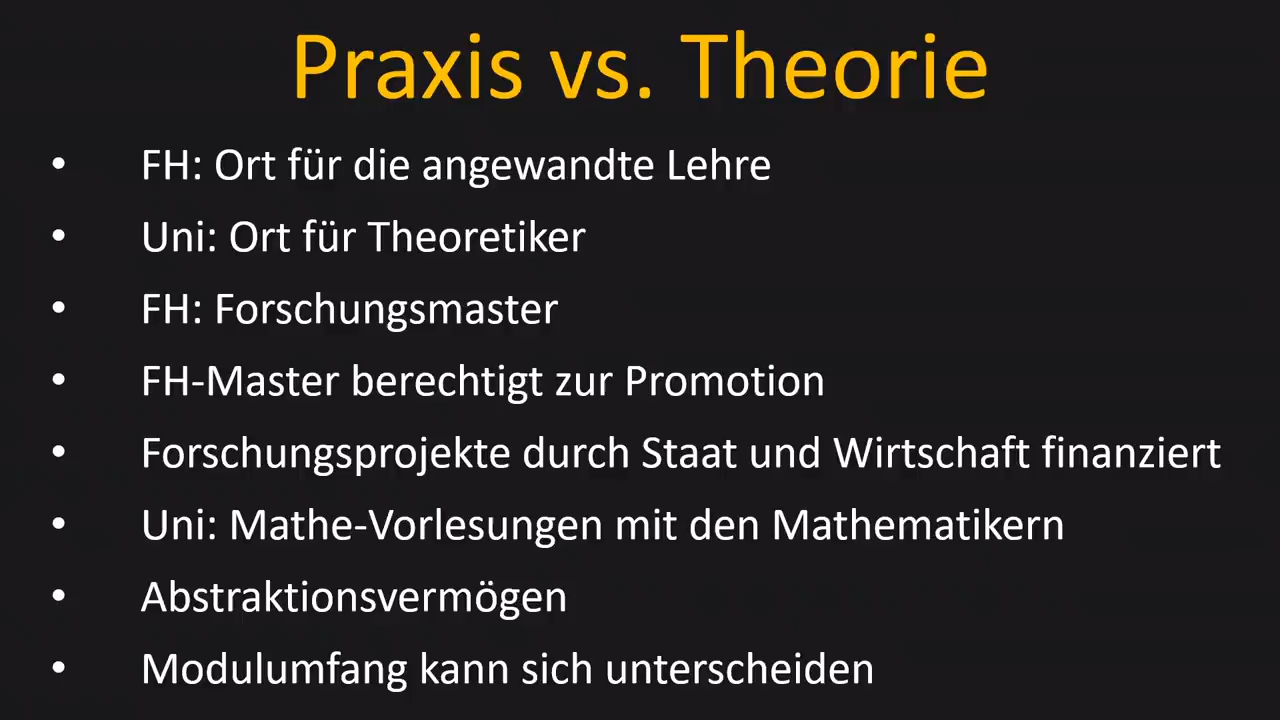 Praxis vs. Theorie
• FH: Ort für die angewandte Lehre
• Uni: Ort für Theoretiker
• FH: Forschungsmaster
• FH-Master berechtigt zur Promotion
• Forschungsprojekte durch Staat und Wirtschaft finanziert
• Uni: Mathe-Vorlesungen mit den Mathematikern
• Abstraktionsvermögen
• Modulumfang kann sich unterscheiden